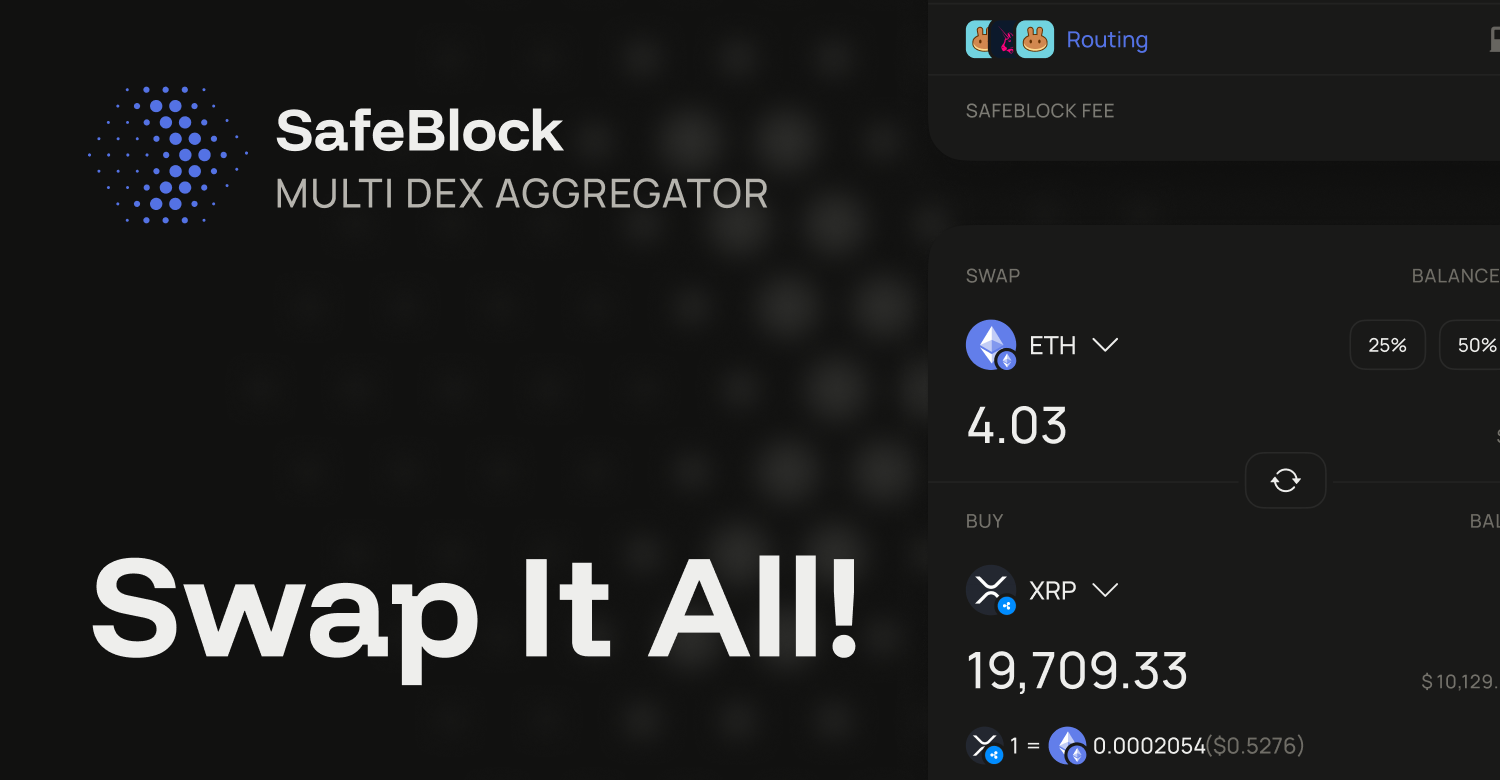 SafeBlock
MULTI DEX AGGREGATOR
Swap It All!
Routing
SAFEBLOCK FEE
SWAP
BALANCE
ETH
25%
50%
4.03
BUY
XRP
19,709.33
$10,129.
1 = 0.0002054($0.5276)